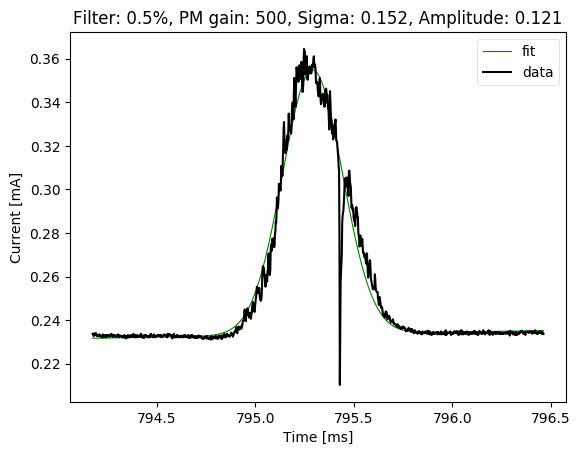 Filter: 0.5%, PM gain: 500, Sigma: 0.152, Amplitude: 0.121
fit
data
0.36
0.34
0.32
0.30
0.28
0.26
0.24
0.22
Current [mA]
794.5 795.0 795.5 796.0 796.5
Time [ms]